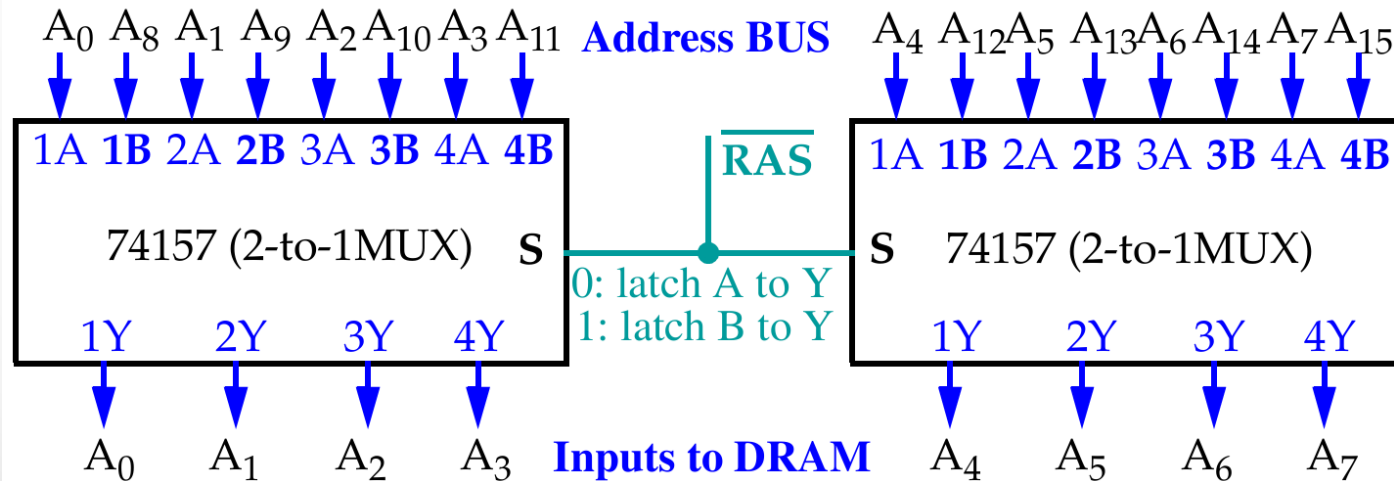 A₀ A₈ A₁ A₉ A₂ A₁₀ A₃ A₁₁ Address BUS A₄ A₁₂ A₅ A₁₃ A₆ A₁₄ A₇ A₁₅
1A 1B 2A 2B 3A 3B 4A 4B R̅A̅S̅ 1A 1B 2A 2B 3A 3B 4A 4B
74157 (2-to-1MUX) S S 74157 (2-to-1MUX)
0: latch A to Y
1: latch B to Y
1Y 2Y 3Y 4Y 1Y 2Y 3Y 4Y
A₀ A₁ A₂ A₃ Inputs to DRAM A₄ A₅ A₆ A₇